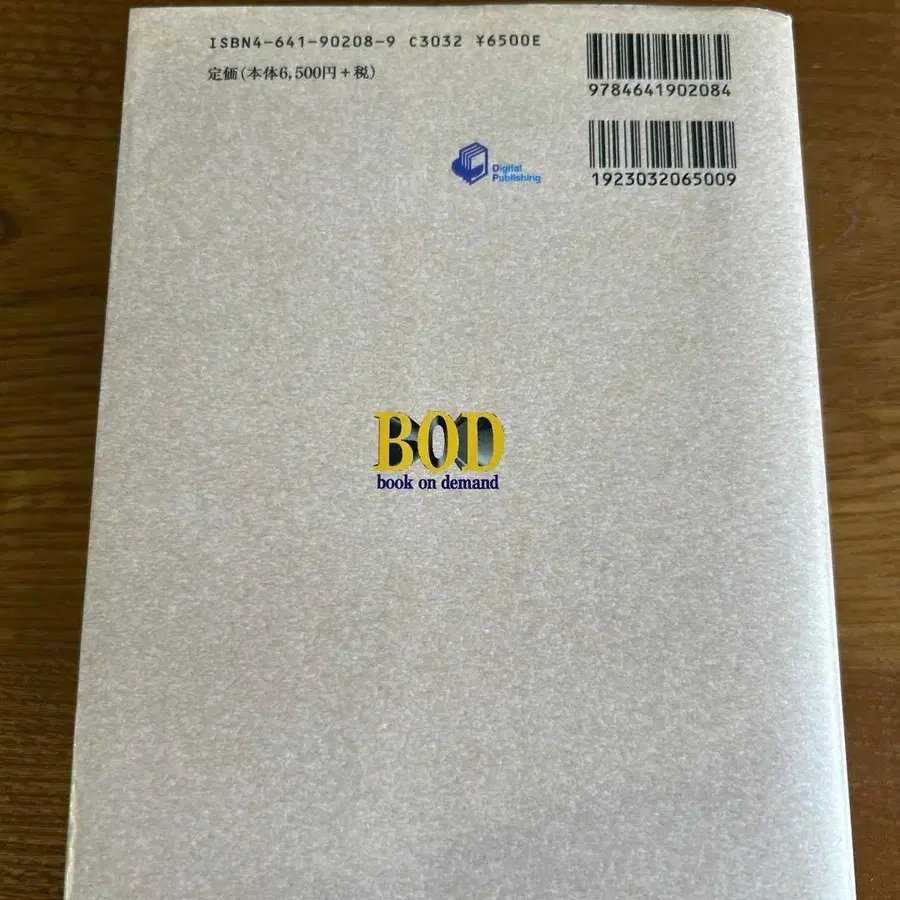 ISBN4-641-90208-9 C3032 ¥6500E
定価(本体6,500円+税)
9784641902084
Digital
Publishing
1923032065009
BOD
book on demand